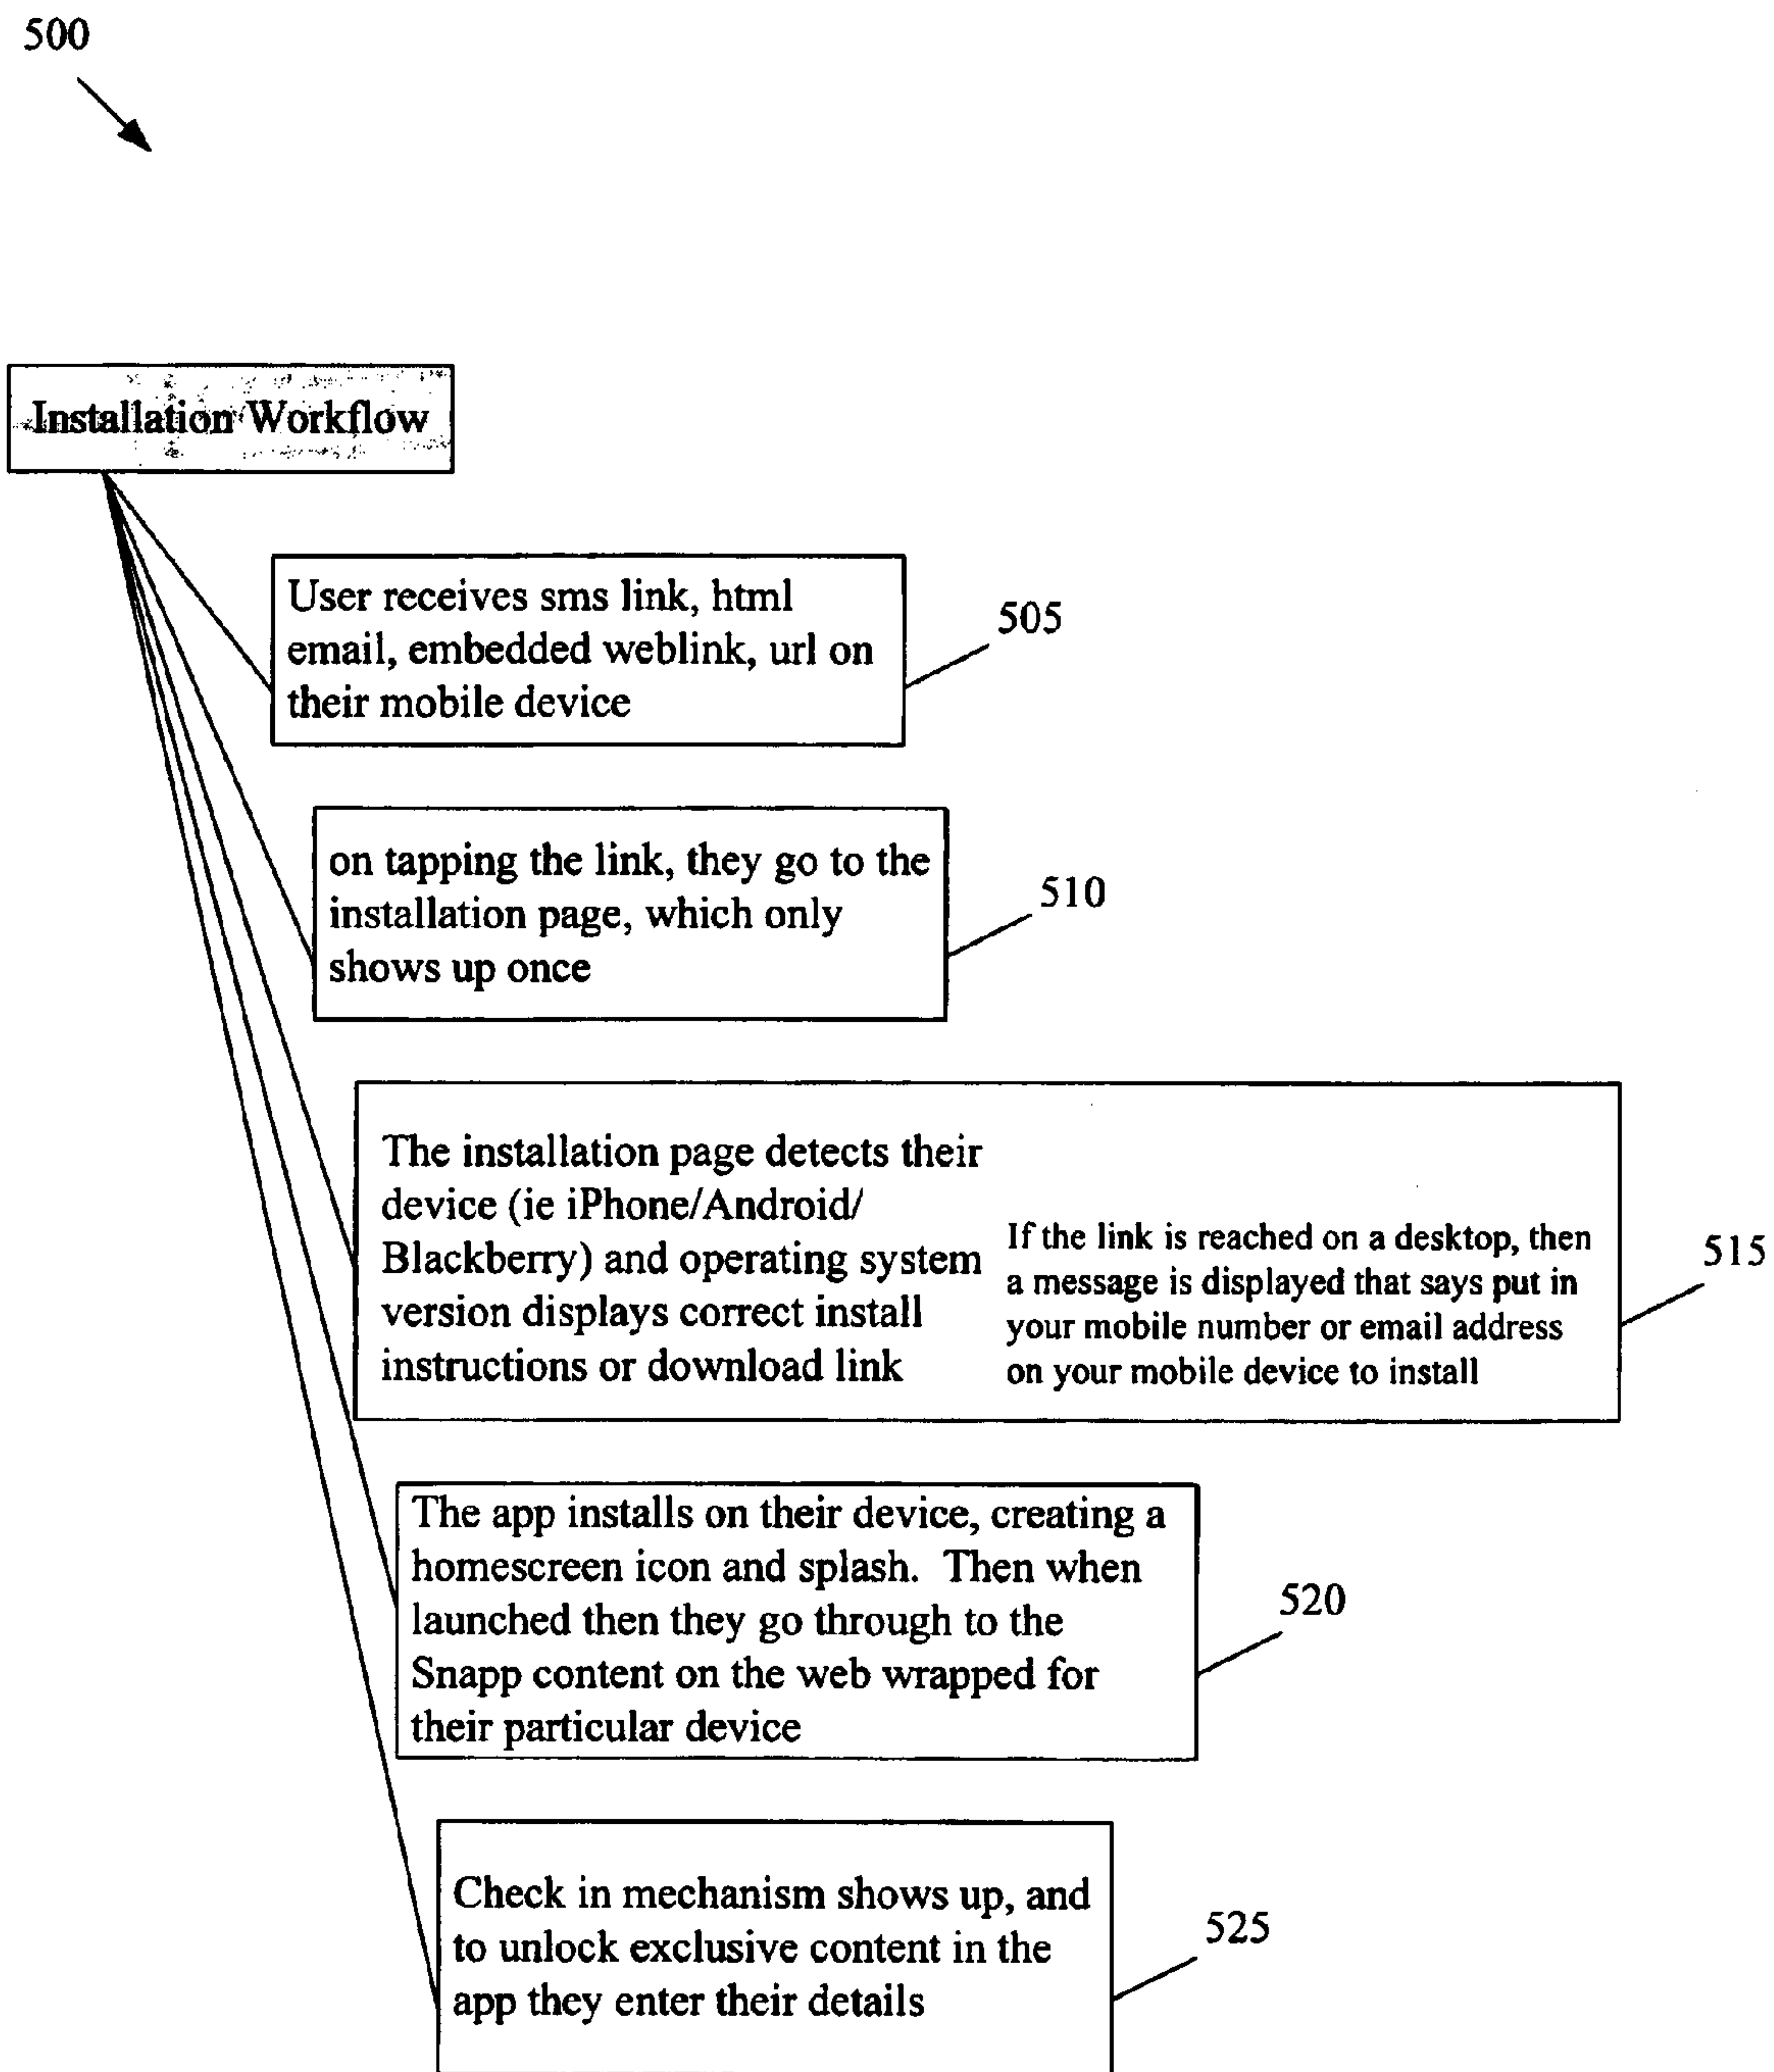 500
Installation Workflow
User receives sms link, html
email, embedded weblink, url on
their mobile device
505
on tapping the link, they go to the
installation page, which only
shows up once
510
The installation page detects their
device (ie iPhone/Android/
Blackberry) and operating system
version displays correct install
instructions or download link
If the link is reached on a desktop, then
a message is displayed that says put in
your mobile number or email address
on your mobile device to install
515
The app installs on their device, creating a
homescreen icon and splash. Then when
launched then they go through to the
Snapp content on the web wrapped for
their particular device
520
Check in mechanism shows up, and
to unlock exclusive content in the
app they enter their details
525